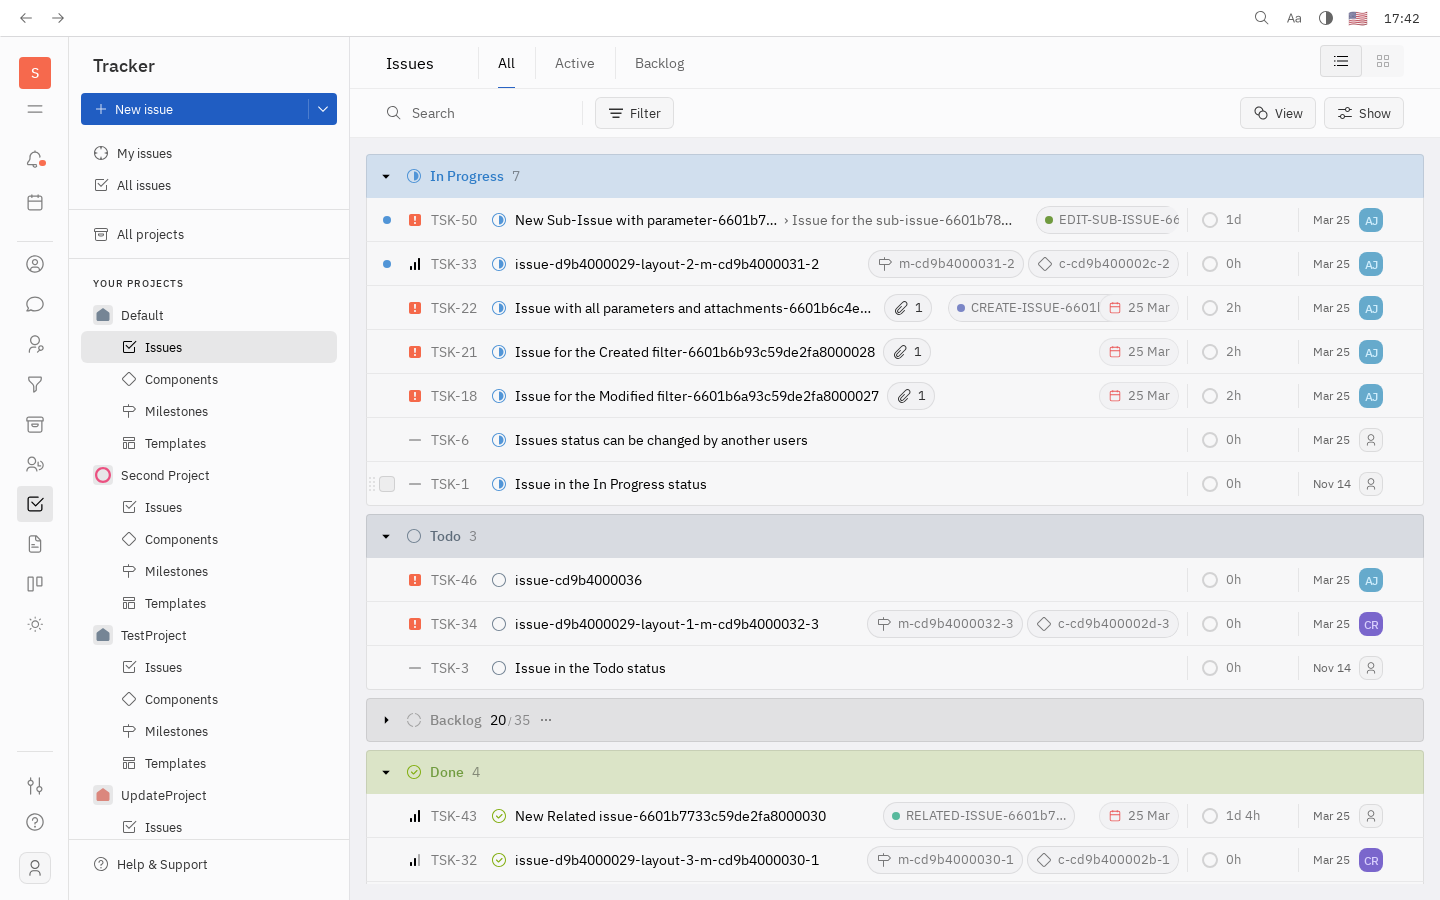 Aa
17:42
S
Tracker
New issue
My issues
All issues
All projects
YOUR PROJECTS
Default
Issues
Components
Milestones
Templates
Second Project
Issues
Components
Milestones
Templates
TestProject
Issues
Components
Milestones
Templates
UpdateProject
Issues
Help & Support
Issues
All
Active
Backlog
Search
Filter
View
Show
In Progress 7
TSK-50 New Sub-Issue with parameter-6601b7... › Issue for the sub-issue-6601b78... EDIT-SUB-ISSUE-66 1d Mar 25 AJ
TSK-33 issue-d9b4000029-layout-2-m-cd9b4000031-2 m-cd9b4000031-2 c-cd9b400002c-2 0h Mar 25 AJ
TSK-22 Issue with all parameters and attachments-6601b6c4e... 1 CREATE-ISSUE-6601 25 Mar 2h Mar 25 AJ
TSK-21 Issue for the Created filter-6601b6b93c59de2fa8000028 1 25 Mar 2h Mar 25 AJ
TSK-18 Issue for the Modified filter-6601b6a93c59de2fa8000027 1 25 Mar 2h Mar 25 AJ
TSK-6 Issues status can be changed by another users 0h Mar 25
TSK-1 Issue in the In Progress status 0h Nov 14
Todo 3
TSK-46 issue-cd9b4000036 0h Mar 25 AJ
TSK-34 issue-d9b4000029-layout-1-m-cd9b4000032-3 m-cd9b4000032-3 c-cd9b400002d-3 0h Mar 25 CR
TSK-3 Issue in the Todo status 0h Nov 14
Backlog 20/35 ...
Done 4
TSK-43 New Related issue-6601b7733c59de2fa8000030 RELATED-ISSUE-6601b7... 25 Mar 1d 4h Mar 25
TSK-32 issue-d9b4000029-layout-3-m-cd9b4000030-1 m-cd9b4000030-1 c-cd9b400002b-1 0h Mar 25 CR